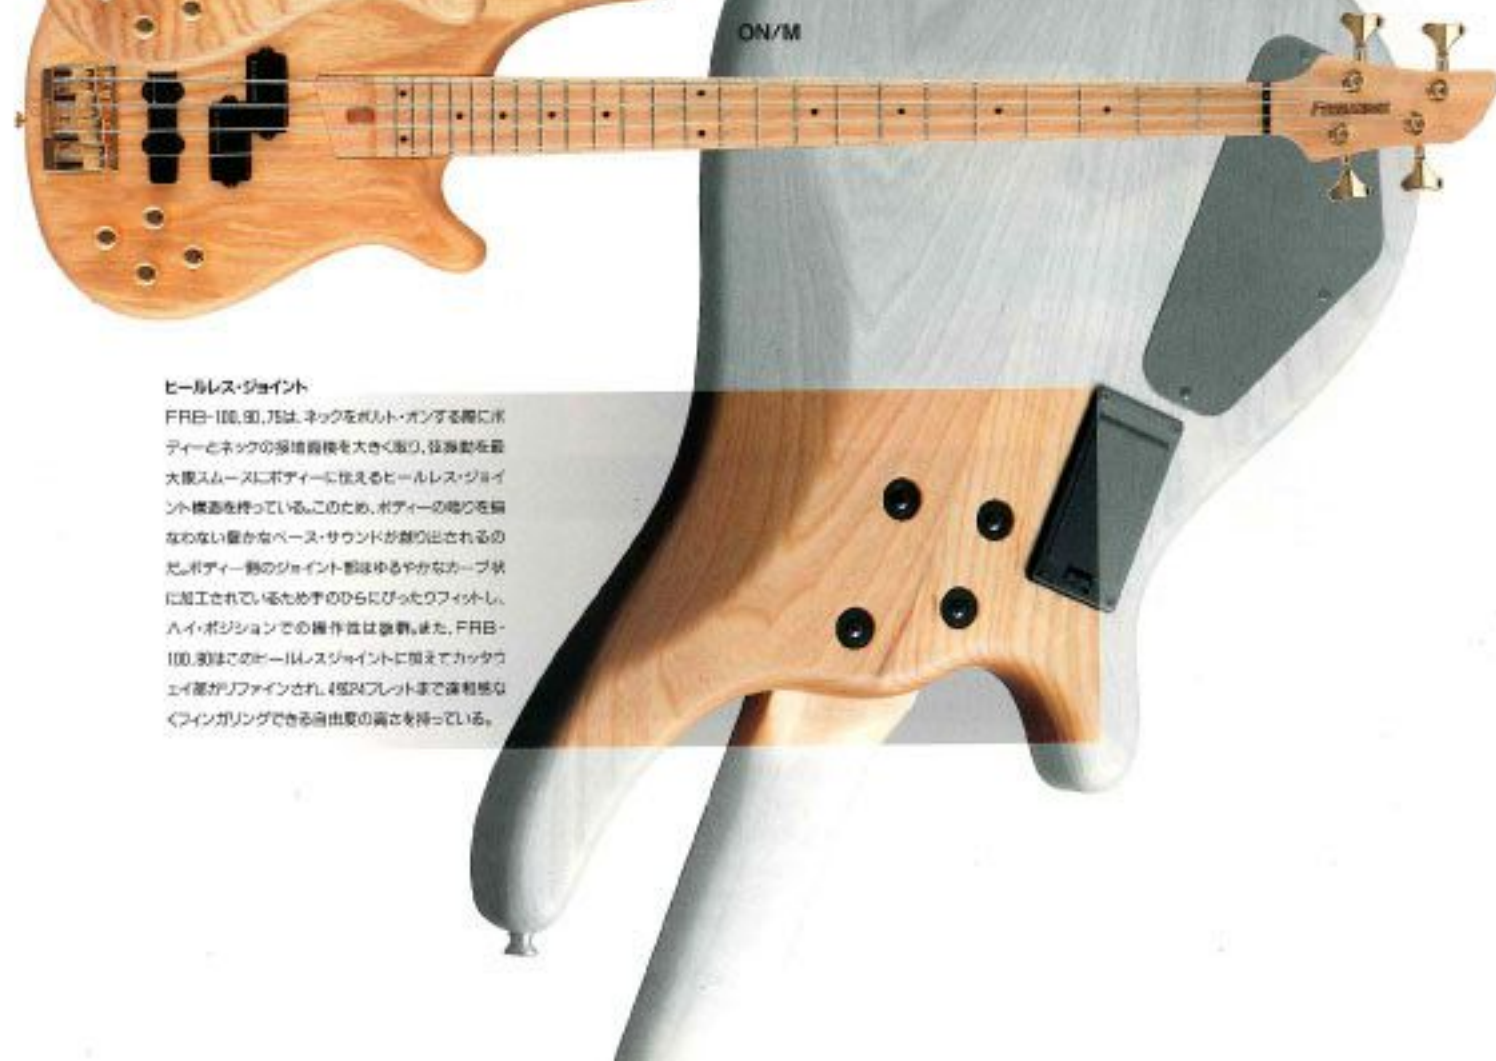 ON/M
Fernandes
ヒールレス・ジョイント
FRB-100,90,75は、ネックをボルト・オンする際にボ
ディーとネックの接地面積を大きく取り、弦振動を最
大限スムースにボディーに伝えるヒールレス・ジョイ
ント構造を持っている。このため、ボディーの鳴りを損
なわない豊かなベース・サウンドが創り出されるの
だ。ボディー側のジョイント部はゆるやかなカーブ状
に加工されているため手のひらにぴったりフィットし、
ハイ・ポジションでの操作性は抜群。また、FRB-
100,90はこのヒールレスジョイントに加えてカッタウ
ェイ部がリファインされ、4弦24フレットまで違和感な
くフィンガリングできる自由度の高さを持っている。